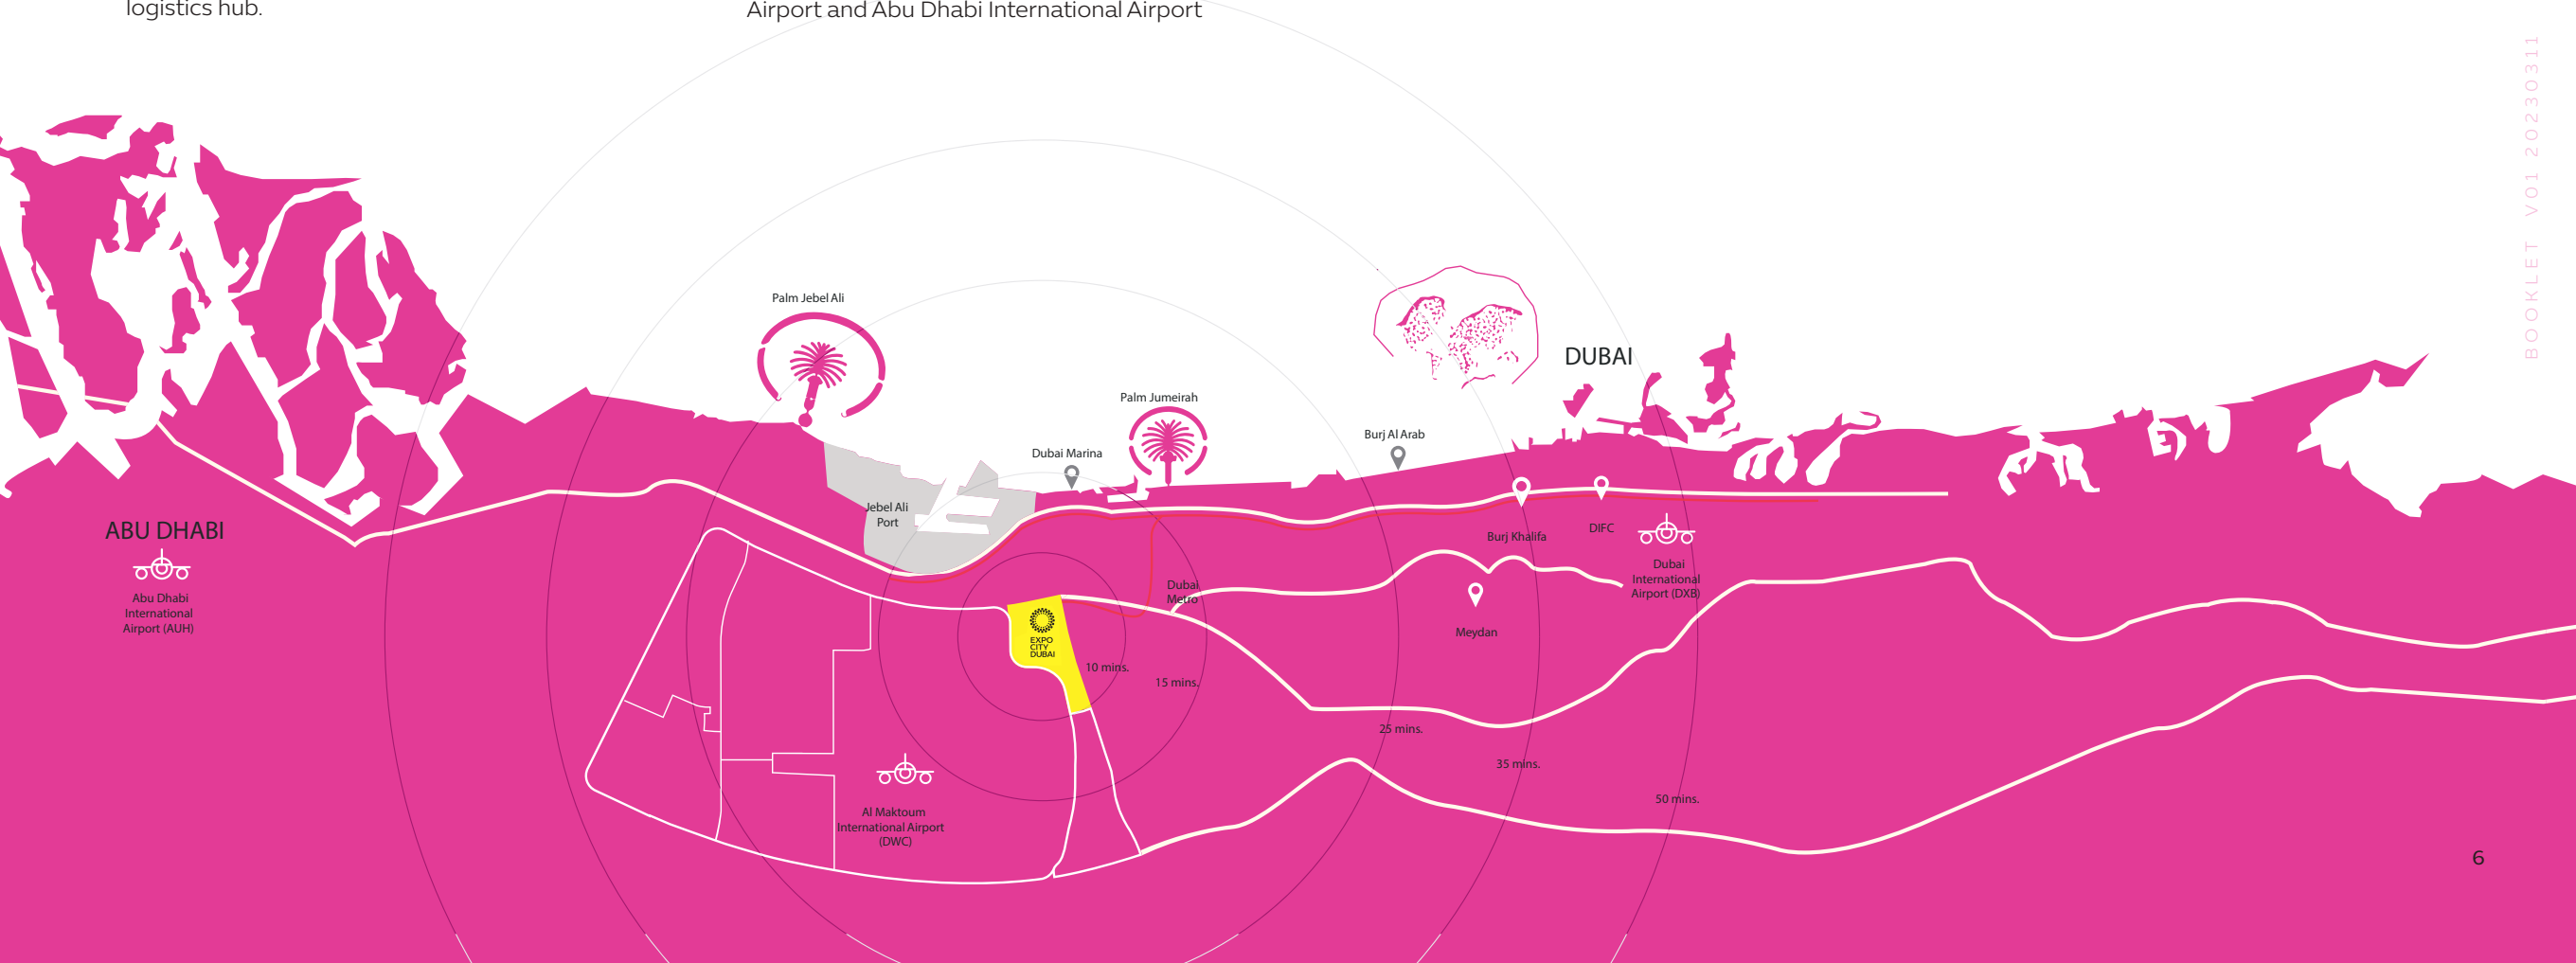 logistics hub.
Airport and Abu Dhabi International Airport
BOOKLET V01 20230311
Palm Jebel Ali
DUBAI
Palm Jumeirah
Burj Al Arab
Dubai Marina
Jebel Ali
Port
ABU DHABI
Abu Dhabi
International
Airport (AUH)
Burj Khalifa
DIFC
Dubai
International
Airport (DXB)
Dubai
Metro
Meydan
EXPO
CITY
DUBAI
10 mins.
15 mins.
25 mins.
35 mins.
50 mins.
Al Maktoum
International Airport
(DWC)
6